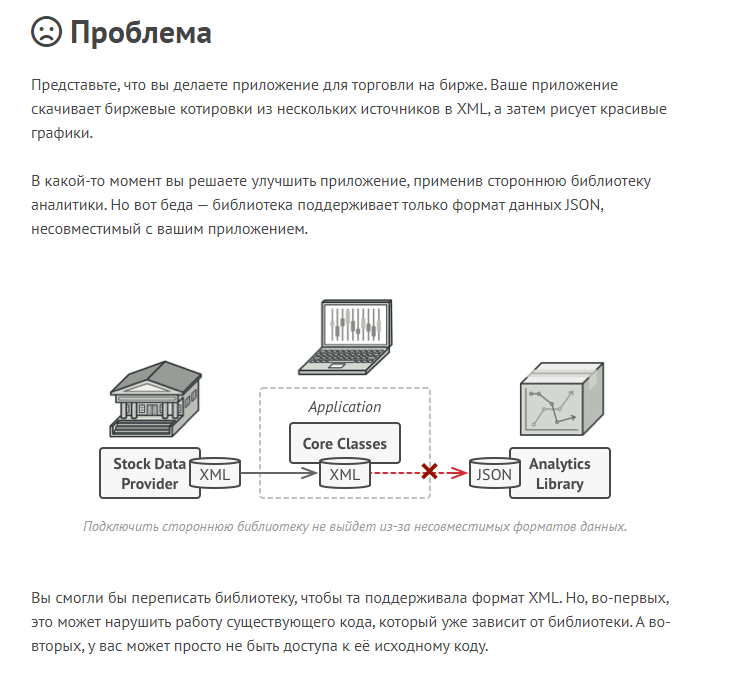 Проблема
Представьте, что вы делаете приложение для торговли на бирже. Ваше приложение
скачивает биржевые котировки из нескольких источников в XML, а затем рисует красивые
графики.
В какой-то момент вы решаете улучшить приложение, применив стороннюю библиотеку
аналитики. Но вот беда — библиотека поддерживает только формат данных JSON,
несовместимый с вашим приложением.
Application
Core Classes
Stock Data
Provider
XML
XML
JSON
Analytics
Library
Подключить стороннюю библиотеку не выйдет из-за несовместимых форматов данных.
Вы смогли бы переписать библиотеку, чтобы та поддерживала формат XML. Но, во-первых,
это может нарушить работу существующего кода, который уже зависит от библиотеки. А во-
вторых, у вас может просто не быть доступа к её исходному коду.